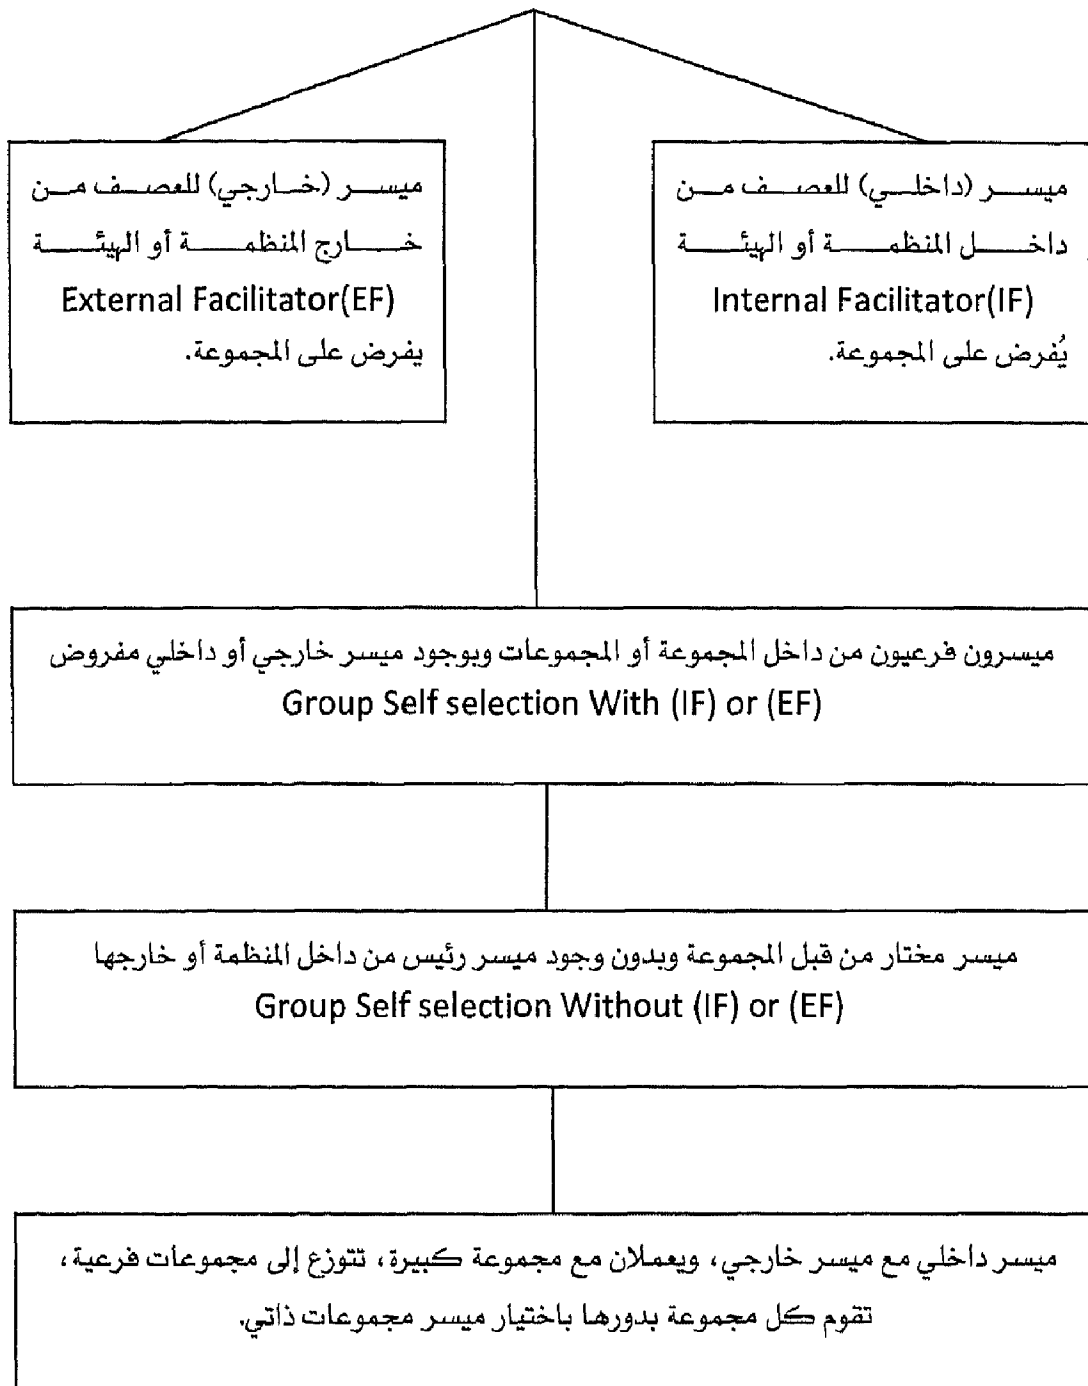 ميسر (داخلي) للعصف من
داخل المنظمة أو الهيئة
Internal Facilitator(IF)
يُفرض على المجموعة.
ميسر (خارجي) للعصف من
خارج المنظمة أو الهيئة
External Facilitator(EF)
يفرض على المجموعة.
ميسرون فرعيون من داخل المجموعة أو المجموعات وبوجود ميسر خارجي أو داخلي مفروض
Group Self selection With (IF) or (EF)
ميسر مختار من قبل المجموعة وبدون وجود ميسر رئيس من داخل المنظمة أو خارجها
Group Self selection Without (IF) or (EF)
ميسر داخلي مع ميسر خارجي، ويعملان مع مجموعة كبيرة، تتوزع إلى مجموعات فرعية،
تقوم كل مجموعة بدورها باختيار ميسر مجموعات ذاتي.